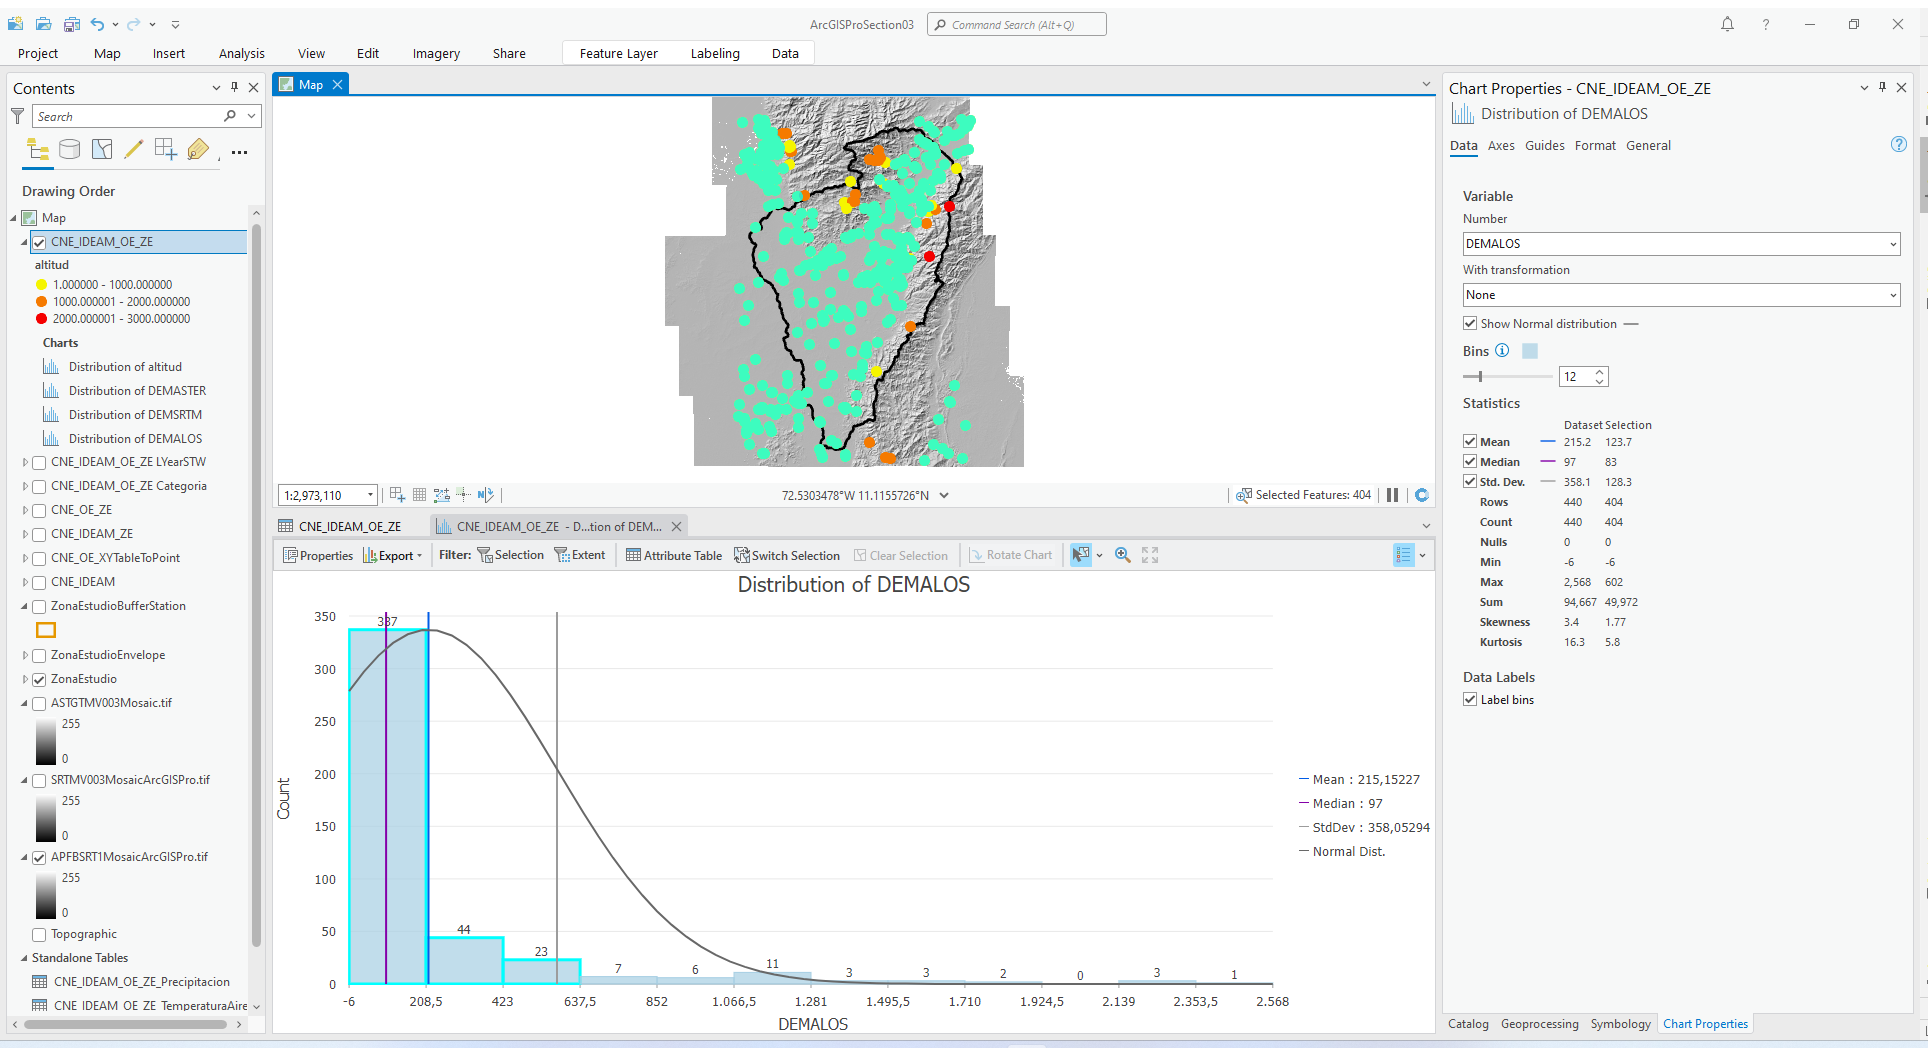 ArcGISProSection03
Command Search (Alt+Q)
?
Project
Map
Insert
Analysis
View
Edit
Imagery
Share
Feature Layer
Labeling
Data
Contents
Search
Drawing Order
Map
CNE_IDEAM_OE_ZE
altitud
1.000000 - 1000.000000
1000.000001 - 2000.000000
2000.000001 - 3000.000000
Charts
Distribution of altitud
Distribution of DEMASTER
Distribution of DEMSRTM
Distribution of DEMALOS
CNE_IDEAM_OE_ZE LYearSTW
CNE_IDEAM_OE_ZE Categoria
CNE_OE_ZE
CNE_IDEAM_ZE
CNE_OE_XYTableToPoint
CNE_IDEAM
ZonaEstudioBufferStation
ZonaEstudioEnvelope
ZonaEstudio
ASTGTMV003Mosaic.tif
255
0
SRTMV003MosaicArcGISPro.tif
255
0
APFBSRT1MosaicArcGISPro.tif
255
0
Topographic
Standalone Tables
CNE_IDEAM_OE_ZE_Precipitacion
CNE_IDEAM_OE_ZE_TemperaturaAire
Map
1:2,973,110
72.5303478°W 11.1155726°N
Selected Features: 404
CNE_IDEAM_OE_ZE
CNE_IDEAM_OE_ZE - D...tion of DEM...
Properties
Export
Filter:
Selection
Extent
Attribute Table
Switch Selection
Clear Selection
Rotate Chart
Distribution of DEMALOS
350
300
250
200
150
100
50
0
Count
337
44
23
7
6
11
3
3
2
0
3
1
-6
208,5
423
637,5
852
1.066,5
1.281
1.495,5
1.710
1.924,5
2.139
2.353,5
2.568
DEMALOS
Mean : 215,15227
Median : 97
StdDev : 358,05294
Normal Dist.
Chart Properties - CNE_IDEAM_OE_ZE
Distribution of DEMALOS
Data
Axes
Guides
Format
General
?
Variable
Number
DEMALOS
With transformation
None
Show Normal distribution
Bins
12
Statistics
Dataset Selection
Mean 215.2 123.7
Median 97 83
Std. Dev. 358.1 128.3
Rows 440 404
Count 440 404
Nulls 0 0
Min -6 -6
Max 2,568 602
Sum 94,667 49,972
Skewness 3.4 1.77
Kurtosis 16.3 5.8
Data Labels
Label bins
Catalog
Geoprocessing
Symbology
Chart Properties